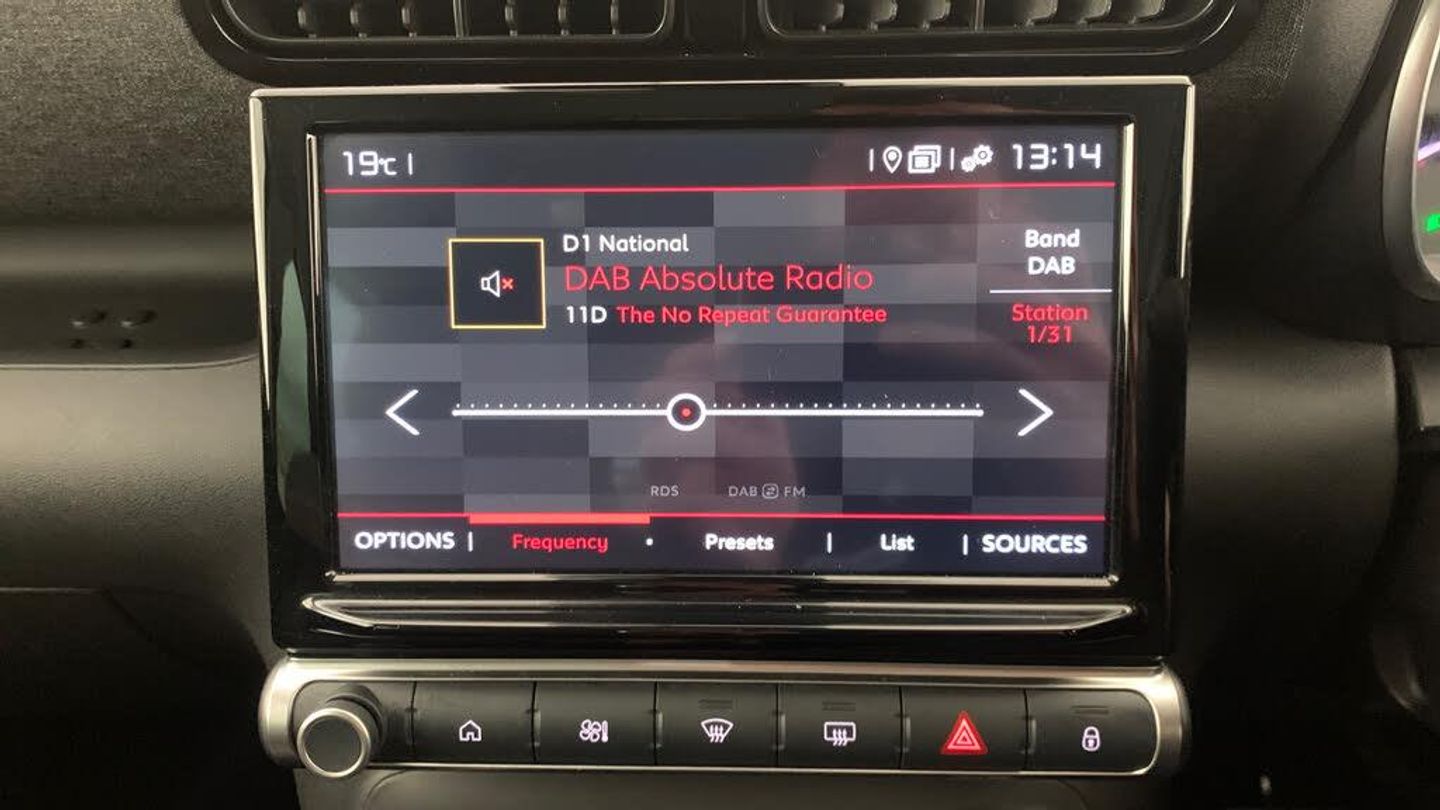 19°C
13:14
D1 National
DAB Absolute Radio
11D The No Repeat Guarantee
Band
DAB
Station
1/31
RDS DAB FM
OPTIONS Frequency Presets List SOURCES